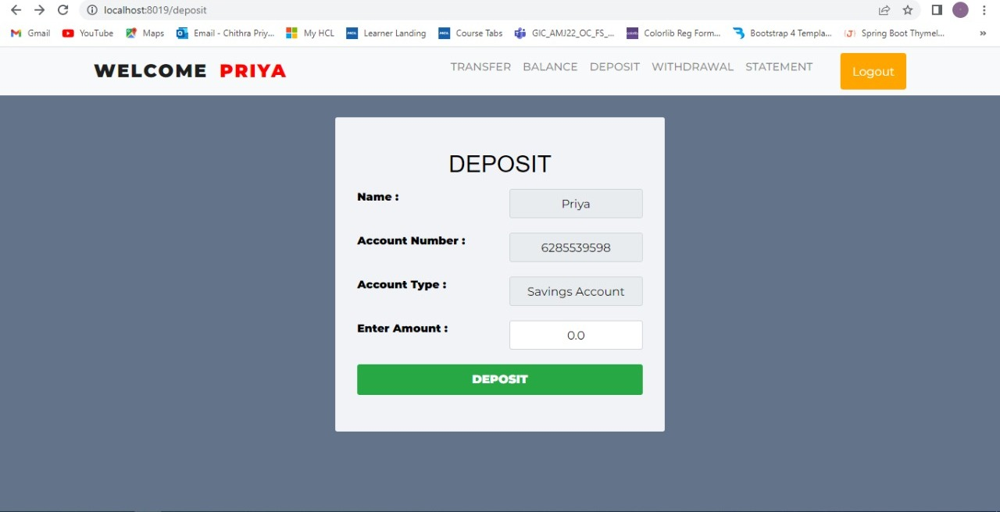 localhost:8019/deposit
Gmail YouTube Maps Email - Chithra Priy... My HCL Learner Landing Course Tabs GIC_AMJ22_OC_FS_... Colorlib Reg Form... Bootstrap 4 Templa... Spring Boot Thymel... »
WELCOME PRIYA TRANSFER BALANCE DEPOSIT WITHDRAWAL STATEMENT Logout
DEPOSIT
Name : Priya
Account Number : 6285539598
Account Type : Savings Account
Enter Amount : 0.0
DEPOSIT